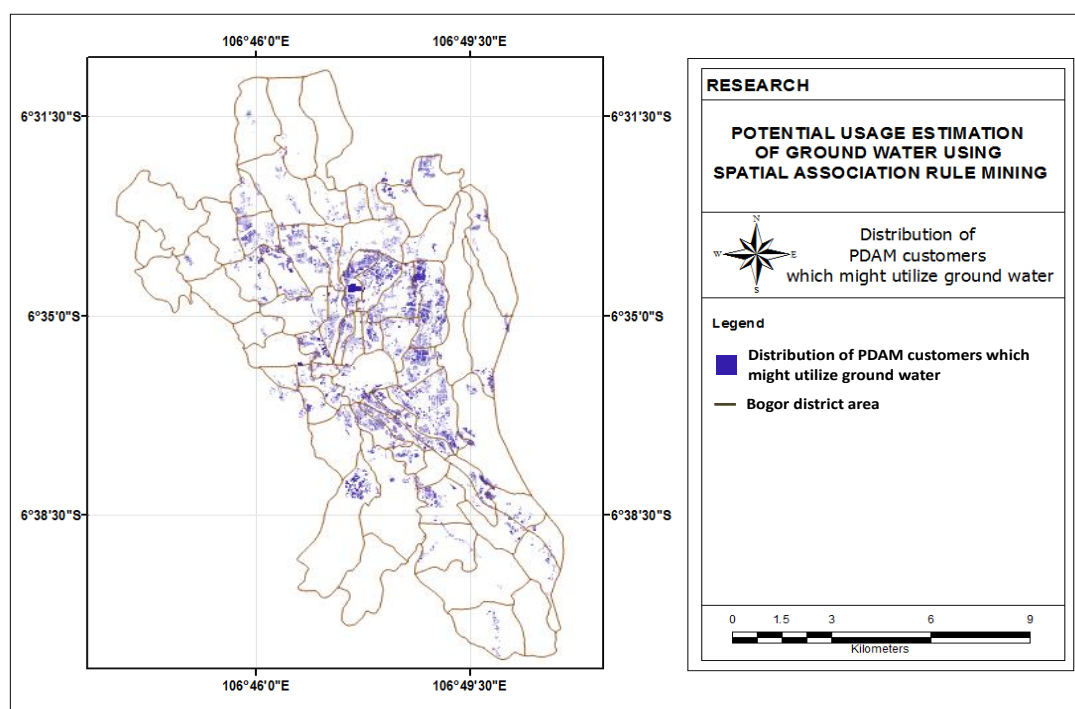 106°46'0"E
106°49'30"E
6°31'30"S
6°31'30"S
6°35'0"S
6°35'0"S
6°38'30"S
6°38'30"S
106°46'0"E
106°49'30"E
RESEARCH
POTENTIAL USAGE ESTIMATION
OF GROUND WATER USING
SPATIAL ASSOCIATION RULE MINING
N
W
E
S
Distribution of
PDAM customers
which might utilize ground water
Legend
Distribution of PDAM customers which
might utilize ground water
Bogor district area
0 1.5 3 6 9
Kilometers